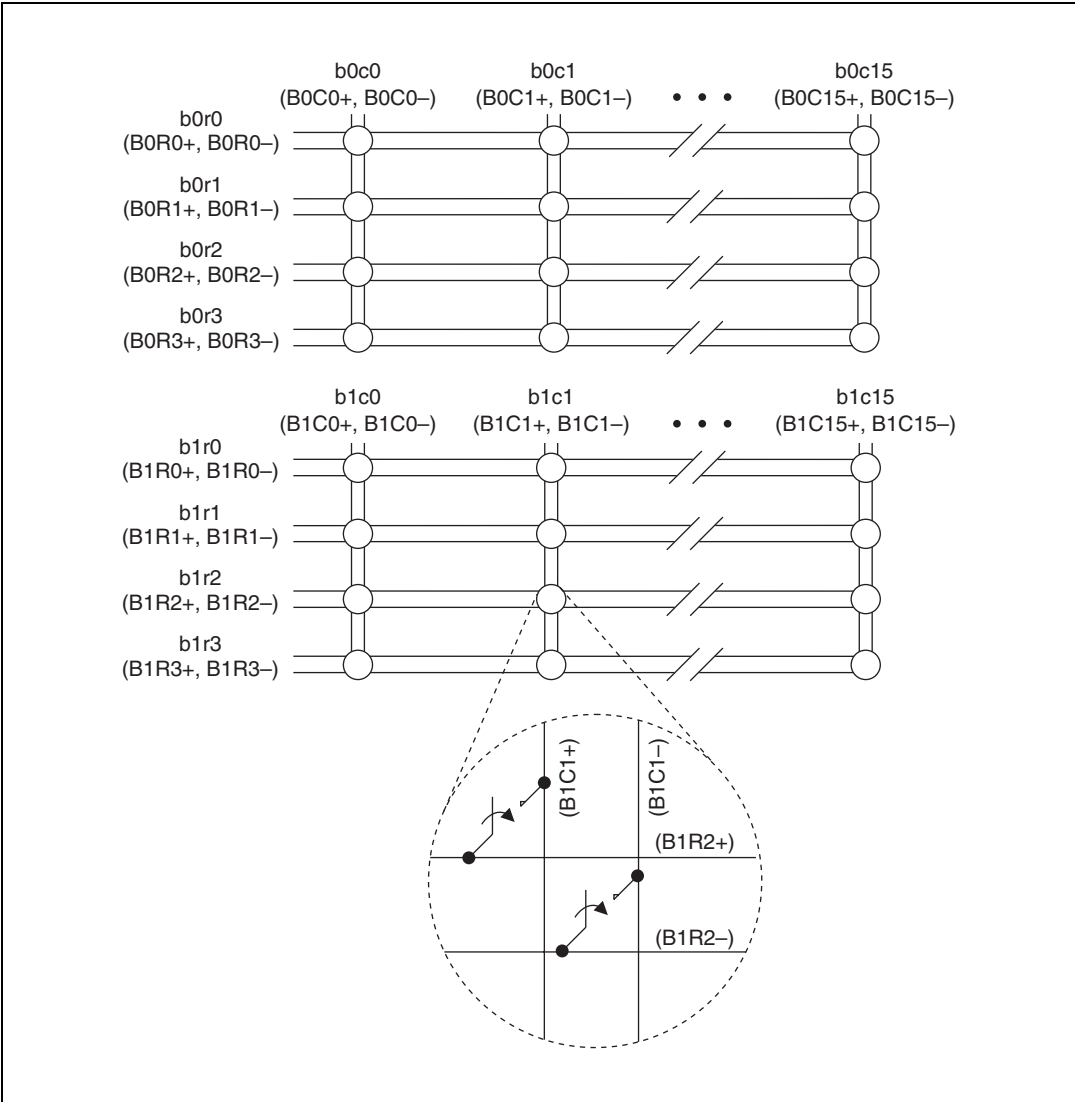 b0c0 b0c1 b0c15
(B0C0+, B0C0–) (B0C1+, B0C1–) • • • (B0C15+, B0C15–)
b0r0
(B0R0+, B0R0–)
b0r1
(B0R1+, B0R1–)
b0r2
(B0R2+, B0R2–)
b0r3
(B0R3+, B0R3–)
b1c0 b1c1 b1c15
(B1C0+, B1C0–) (B1C1+, B1C1–) • • • (B1C15+, B1C15–)
b1r0
(B1R0+, B1R0–)
b1r1
(B1R1+, B1R1–)
b1r2
(B1R2+, B1R2–)
b1r3
(B1R3+, B1R3–)
(B1C1+)
(B1C1–)
(B1R2+)
(B1R2–)